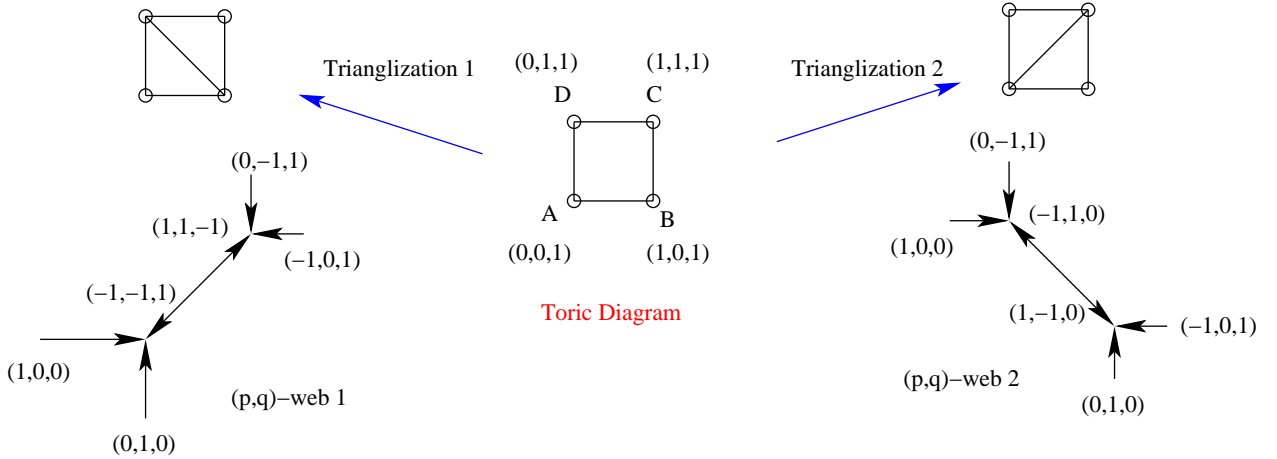 (0,1,1) (1,1,1)
Trianglization 1
Trianglization 2
D C
A B
(0,0,1) (1,0,1)
Toric Diagram
(0,−1,1)
(1,1,−1)
(−1,0,1)
(−1,−1,1)
(1,0,0)
(p,q)−web 1
(0,1,0)
(0,−1,1)
(−1,1,0)
(1,0,0)
(1,−1,0)
(−1,0,1)
(p,q)−web 2
(0,1,0)